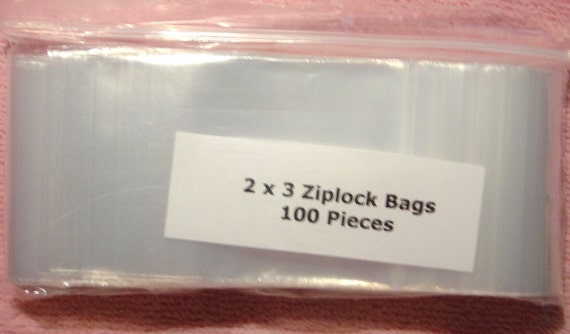 2 x 3 Ziplock Bags
100 Pieces